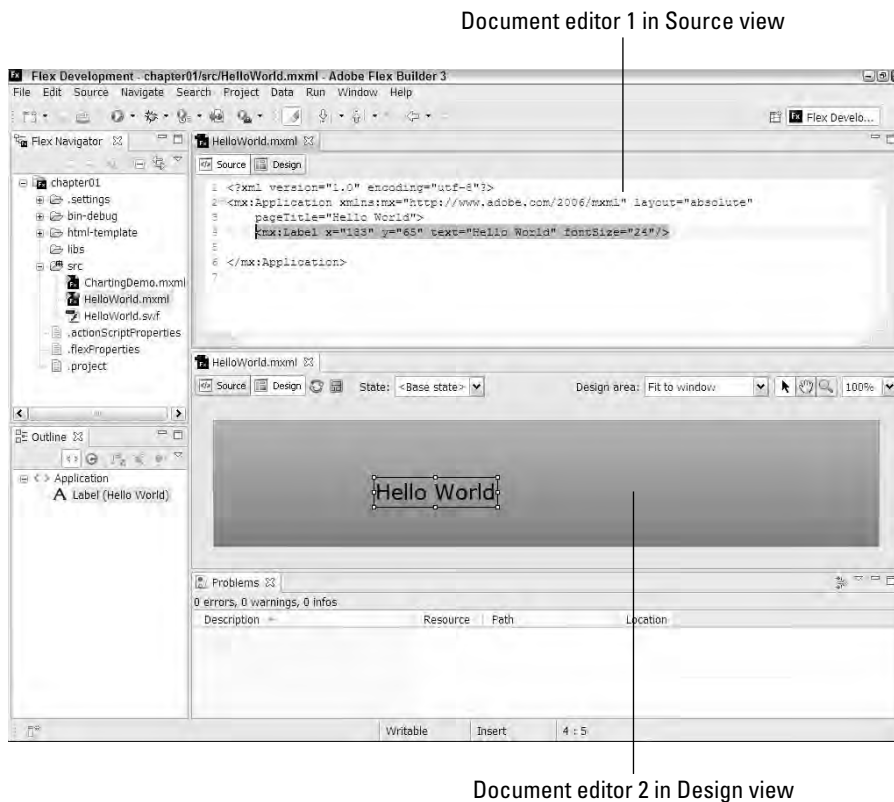 Document editor 1 in Source view
Flex Development - chapter01/src/HelloWorld.mxml - Adobe Flex Builder 3
File Edit Source Navigate Search Project Data Run Window Help
Flex Develo...
Flex Navigator
chapter01
.settings
bin-debug
html-template
libs
src
ChartingDemo.mxml
HelloWorld.mxml
HelloWorld.swf
.actionScriptProperties
.flexProperties
.project
Outline
Application
Label (Hello World)
HelloWorld.mxml
Source Design
1 <?xml version="1.0" encoding="utf-8"?>
2 <mx:Application xmlns:mx="http://www.adobe.com/2006/mxml" layout="absolute"
3 pageTitle="Hello World">
4 <mx:Label x="183" y="65" text="Hello World" fontSize="24"/>
5
6 </mx:Application>
7
HelloWorld.mxml
Source Design State: <Base state> Design area: Fit to window 100%
Hello World
Problems
0 errors, 0 warnings, 0 infos
Description Resource Path Location
Writable Insert 4 : 5
Document editor 2 in Design view